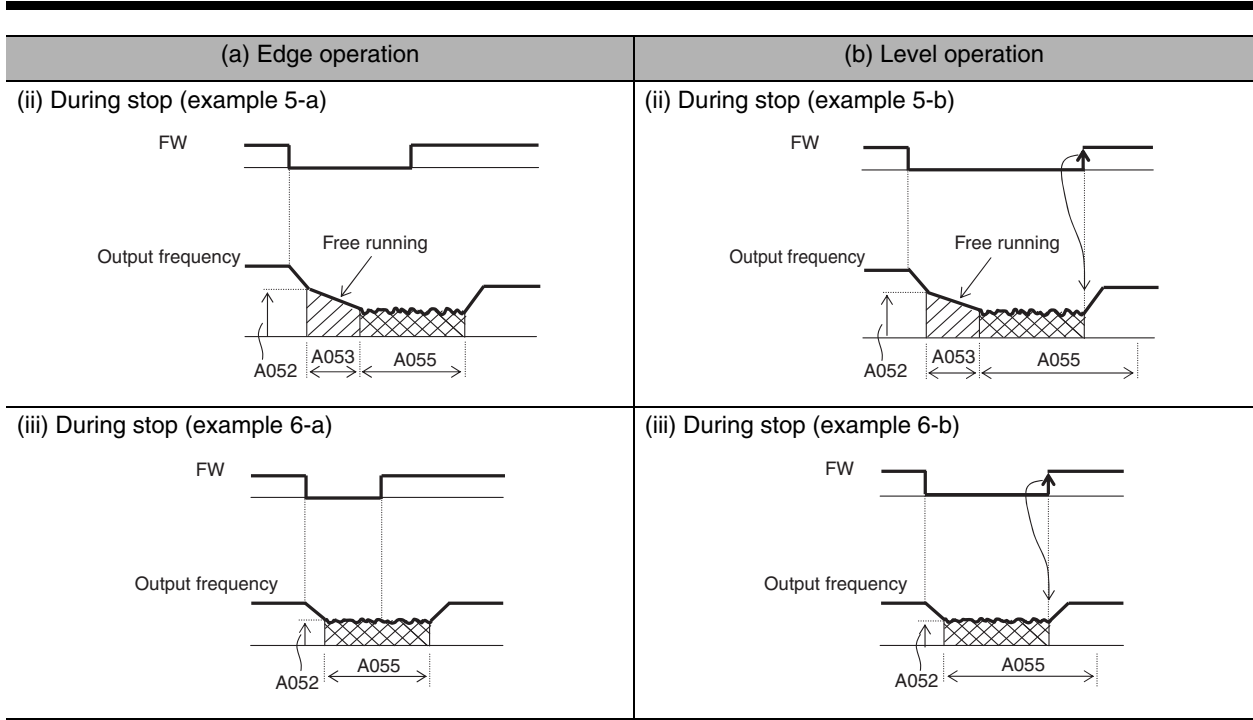 (a) Edge operation
(b) Level operation
(ii) During stop (example 5-a)
FW
Output frequency
Free running
A052
A053
A055
(ii) During stop (example 5-b)
FW
Output frequency
Free running
A052
A053
A055
(iii) During stop (example 6-a)
FW
Output frequency
A052
A055
(iii) During stop (example 6-b)
FW
Output frequency
A052
A055